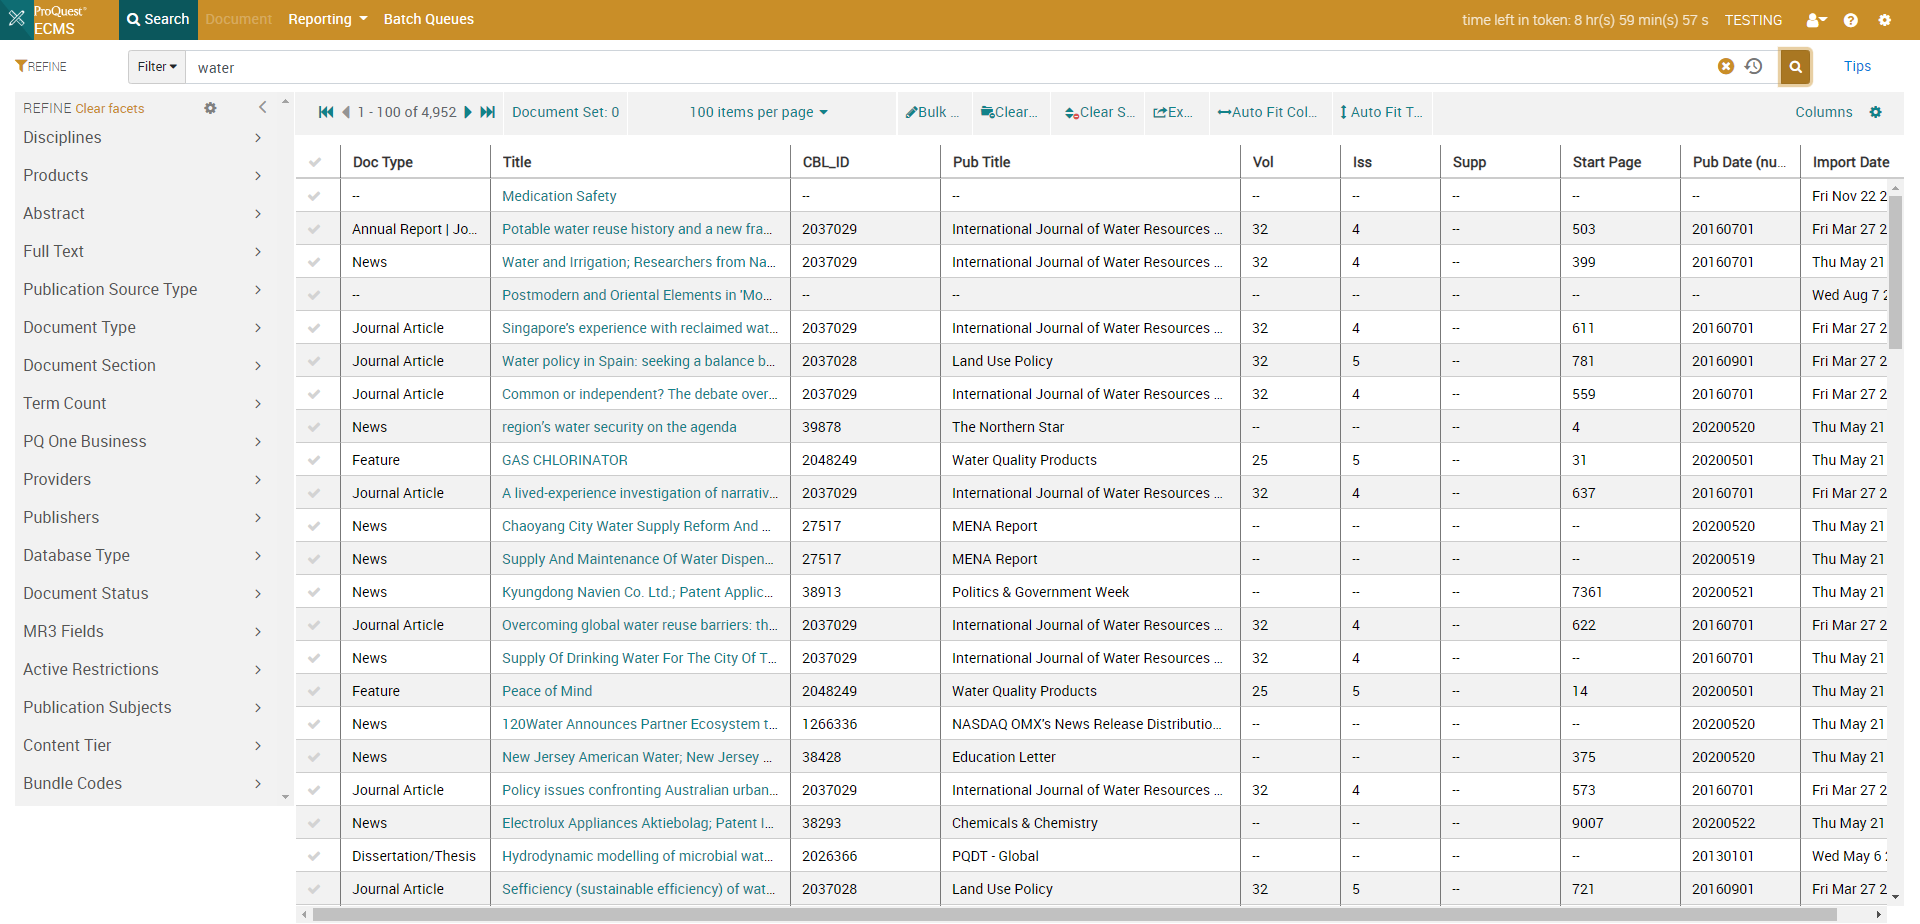 ProQuest®
ECMS
Search Document Reporting Batch Queues
time left in token: 8 hr(s) 59 min(s) 57 s TESTING
REFINE Filter water Tips
REFINE Clear facets
Disciplines
Products
Abstract
Full Text
Publication Source Type
Document Type
Document Section
Term Count
PQ One Business
Providers
Publishers
Database Type
Document Status
MR3 Fields
Active Restrictions
Publication Subjects
Content Tier
Bundle Codes
1 - 100 of 4,952 Document Set: 0 100 items per page Bulk ... Clear... Clear S... Ex... Auto Fit Col... Auto Fit T... Columns
Doc Type Title CBL_ID Pub Title Vol Iss Supp Start Page Pub Date (nu... Import Date
-- Medication Safety -- -- -- -- -- -- -- Fri Nov 22 2
Annual Report | Jo... Potable water reuse history and a new fra... 2037029 International Journal of Water Resources ... 32 4 -- 503 20160701 Fri Mar 27 2
News Water and Irrigation; Researchers from Na... 2037029 International Journal of Water Resources ... 32 4 -- 399 20160701 Thu May 21
-- Postmodern and Oriental Elements in 'Mo... -- -- -- -- -- -- -- Wed Aug 7 2
Journal Article Singapore's experience with reclaimed wat... 2037029 International Journal of Water Resources ... 32 4 -- 611 20160701 Fri Mar 27 2
Journal Article Water policy in Spain: seeking a balance b... 2037028 Land Use Policy 32 5 -- 781 20160901 Fri Mar 27 2
Journal Article Common or independent? The debate over... 2037029 International Journal of Water Resources ... 32 4 -- 559 20160701 Fri Mar 27 2
News region's water security on the agenda 39878 The Northern Star -- -- -- 4 20200520 Thu May 21
Feature GAS CHLORINATOR 2048249 Water Quality Products 25 5 -- 31 20200501 Thu May 21
Journal Article A lived-experience investigation of narrativ... 2037029 International Journal of Water Resources ... 32 4 -- 637 20160701 Fri Mar 27 2
News Chaoyang City Water Supply Reform And ... 27517 MENA Report -- -- -- -- 20200520 Thu May 21
News Supply And Maintenance Of Water Dispen... 27517 MENA Report -- -- -- -- 20200519 Thu May 21
News Kyungdong Navien Co. Ltd.; Patent Applic... 38913 Politics & Government Week -- -- -- 7361 20200521 Thu May 21
Journal Article Overcoming global water reuse barriers: th... 2037029 International Journal of Water Resources ... 32 4 -- 622 20160701 Fri Mar 27 2
News Supply Of Drinking Water For The City Of T... 2037029 International Journal of Water Resources ... 32 4 -- -- 20160701 Thu May 21
Feature Peace of Mind 2048249 Water Quality Products 25 5 -- 14 20200501 Thu May 21
News 120Water Announces Partner Ecosystem t... 1266336 NASDAQ OMX's News Release Distributio... -- -- -- -- 20200520 Thu May 21
News New Jersey American Water; New Jersey ... 38428 Education Letter -- -- -- 375 20200520 Thu May 21
Journal Article Policy issues confronting Australian urban... 2037029 International Journal of Water Resources ... 32 4 -- 573 20160701 Fri Mar 27 2
News Electrolux Appliances Aktiebolag; Patent I... 38293 Chemicals & Chemistry -- -- -- 9007 20200522 Thu May 21
Dissertation/Thesis Hydrodynamic modelling of microbial wat... 2026366 PQDT - Global -- -- -- -- 20130101 Wed May 6
Journal Article Sefficiency (sustainable efficiency) of wat... 2037028 Land Use Policy 32 5 -- 721 20160901 Fri Mar 27 2